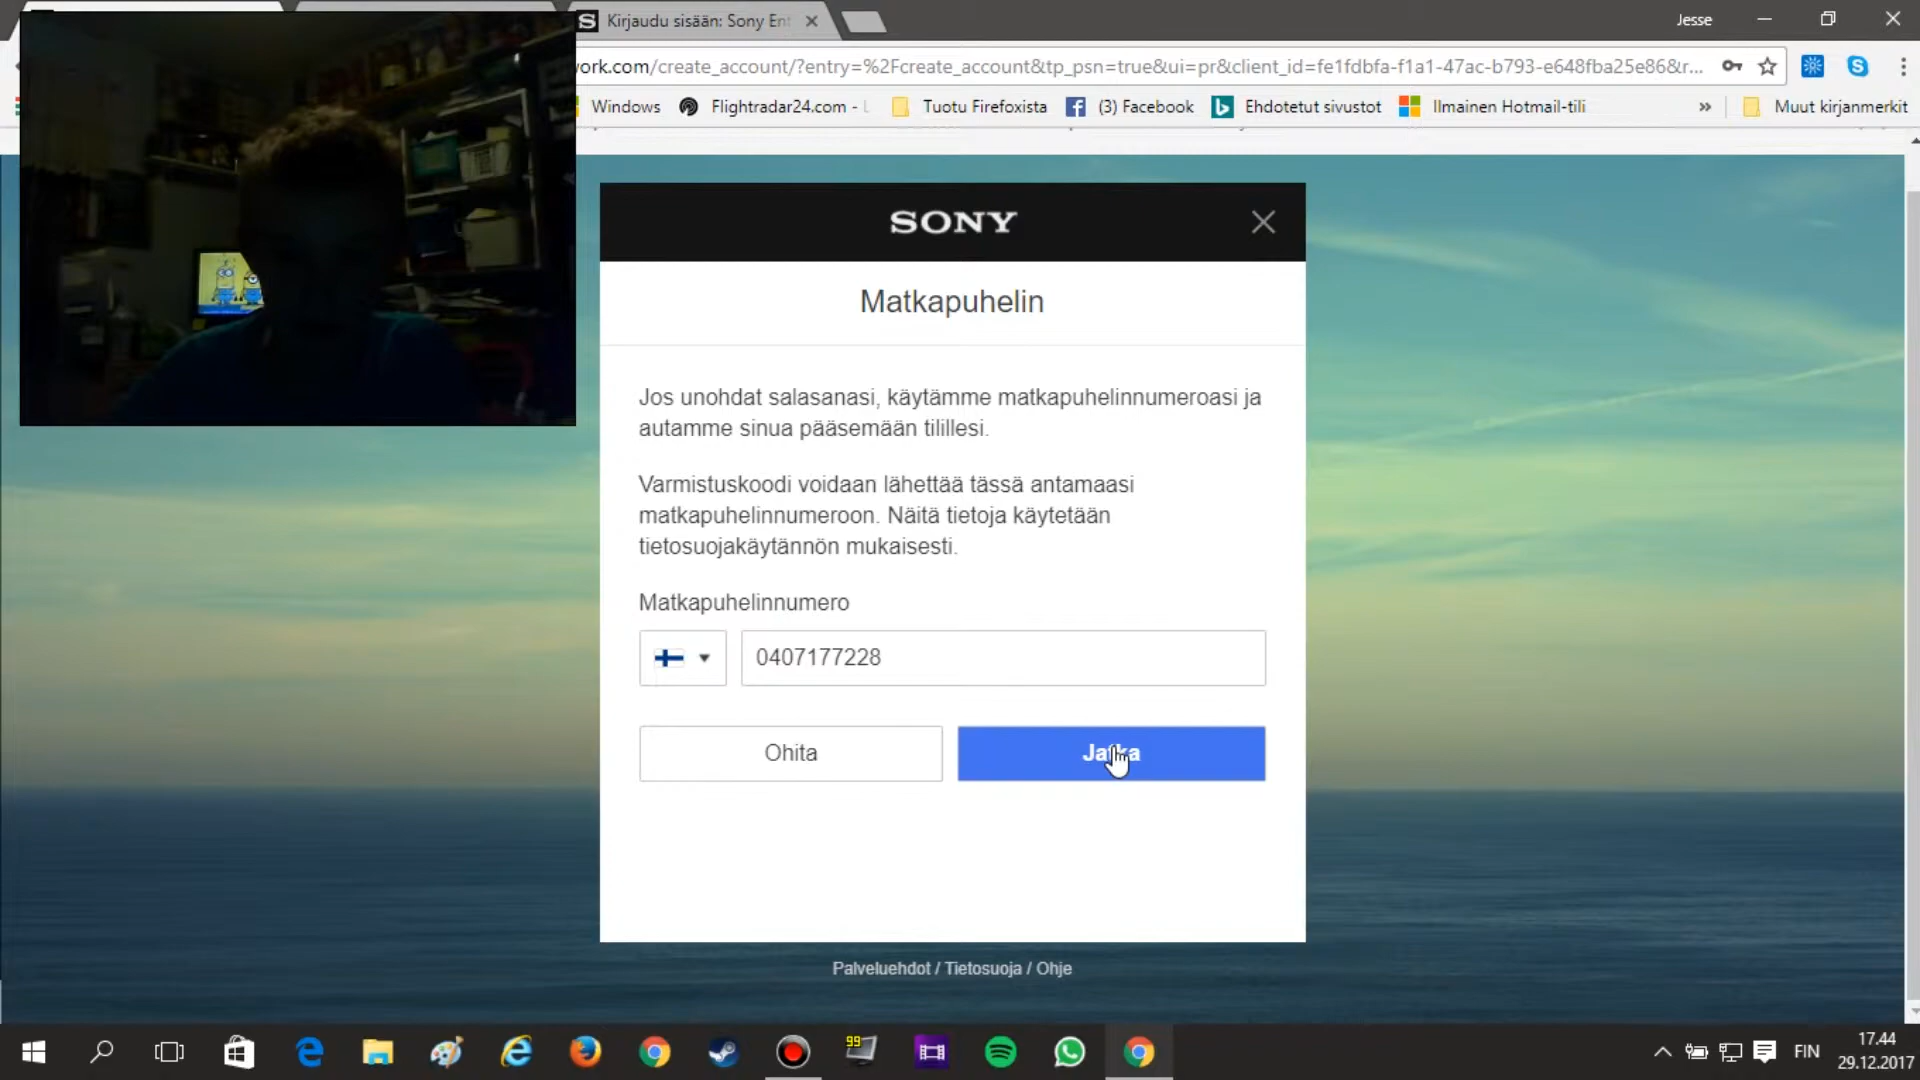 Kirjaudu sisään: Sony Ent
Jesse
work.com/create_account/?entry=%2Fcreate_account&tp_psn=true&ui=pr&client_id=fe1fdbfa-f1a1-47ac-b793-e648fba25e86&r...
Windows
Flightradar24.com -
Tuotu Firefoxista
(3) Facebook
Ehdotetut sivustot
Ilmainen Hotmail-tili
»
Muut kirjanmerkit
SONY
Matkapuhelin
Jos unohdat salasanasi, käytämme matkapuhelinnumeroasi ja
autamme sinua pääsemään tilillesi.
Varmistuskoodi voidaan lähettää tässä antamaasi
matkapuhelinnumeroon. Näitä tietoja käytetään
tietosuojakäytännön mukaisesti.
Matkapuhelinnumero
0407177228
Ohita
Jatka
Palveluehdot / Tietosuoja / Ohje
99
FIN
17.44
29.12.2017